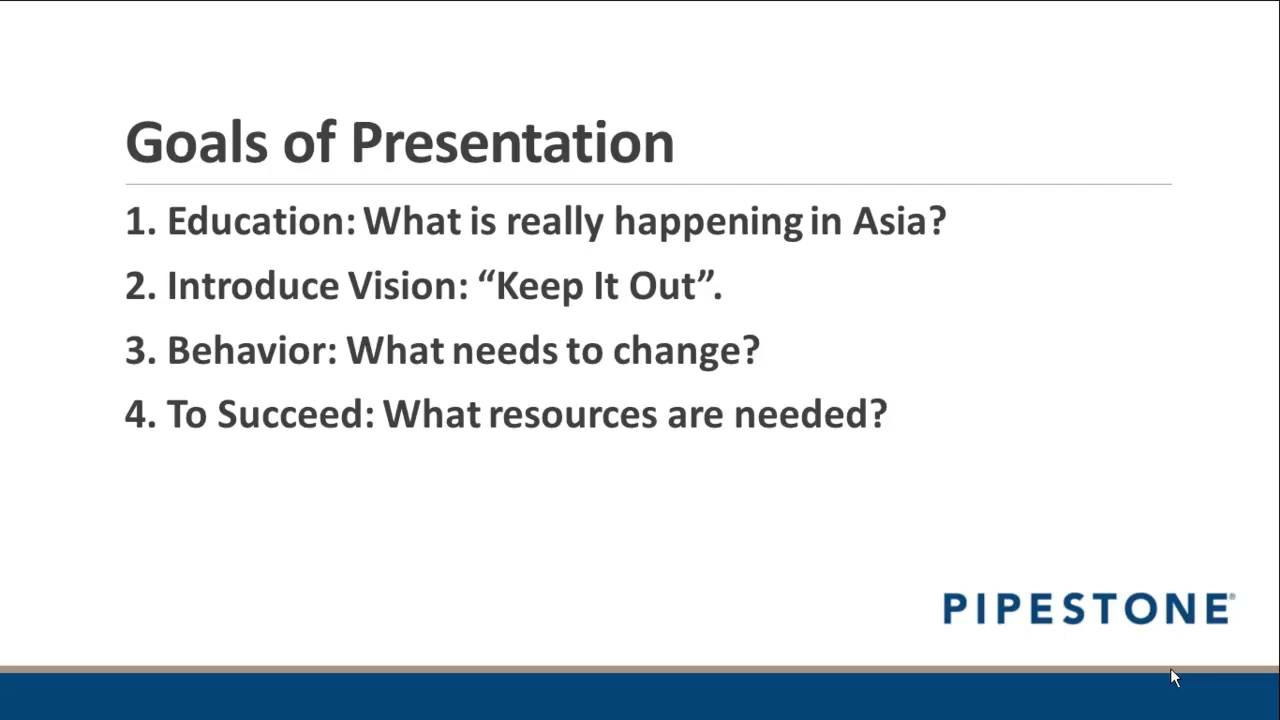 Goals of Presentation
1. Education: What is really happening in Asia?
2. Introduce Vision: “Keep It Out”.
3. Behavior: What needs to change?
4. To Succeed: What resources are needed?
PIPESTONE®